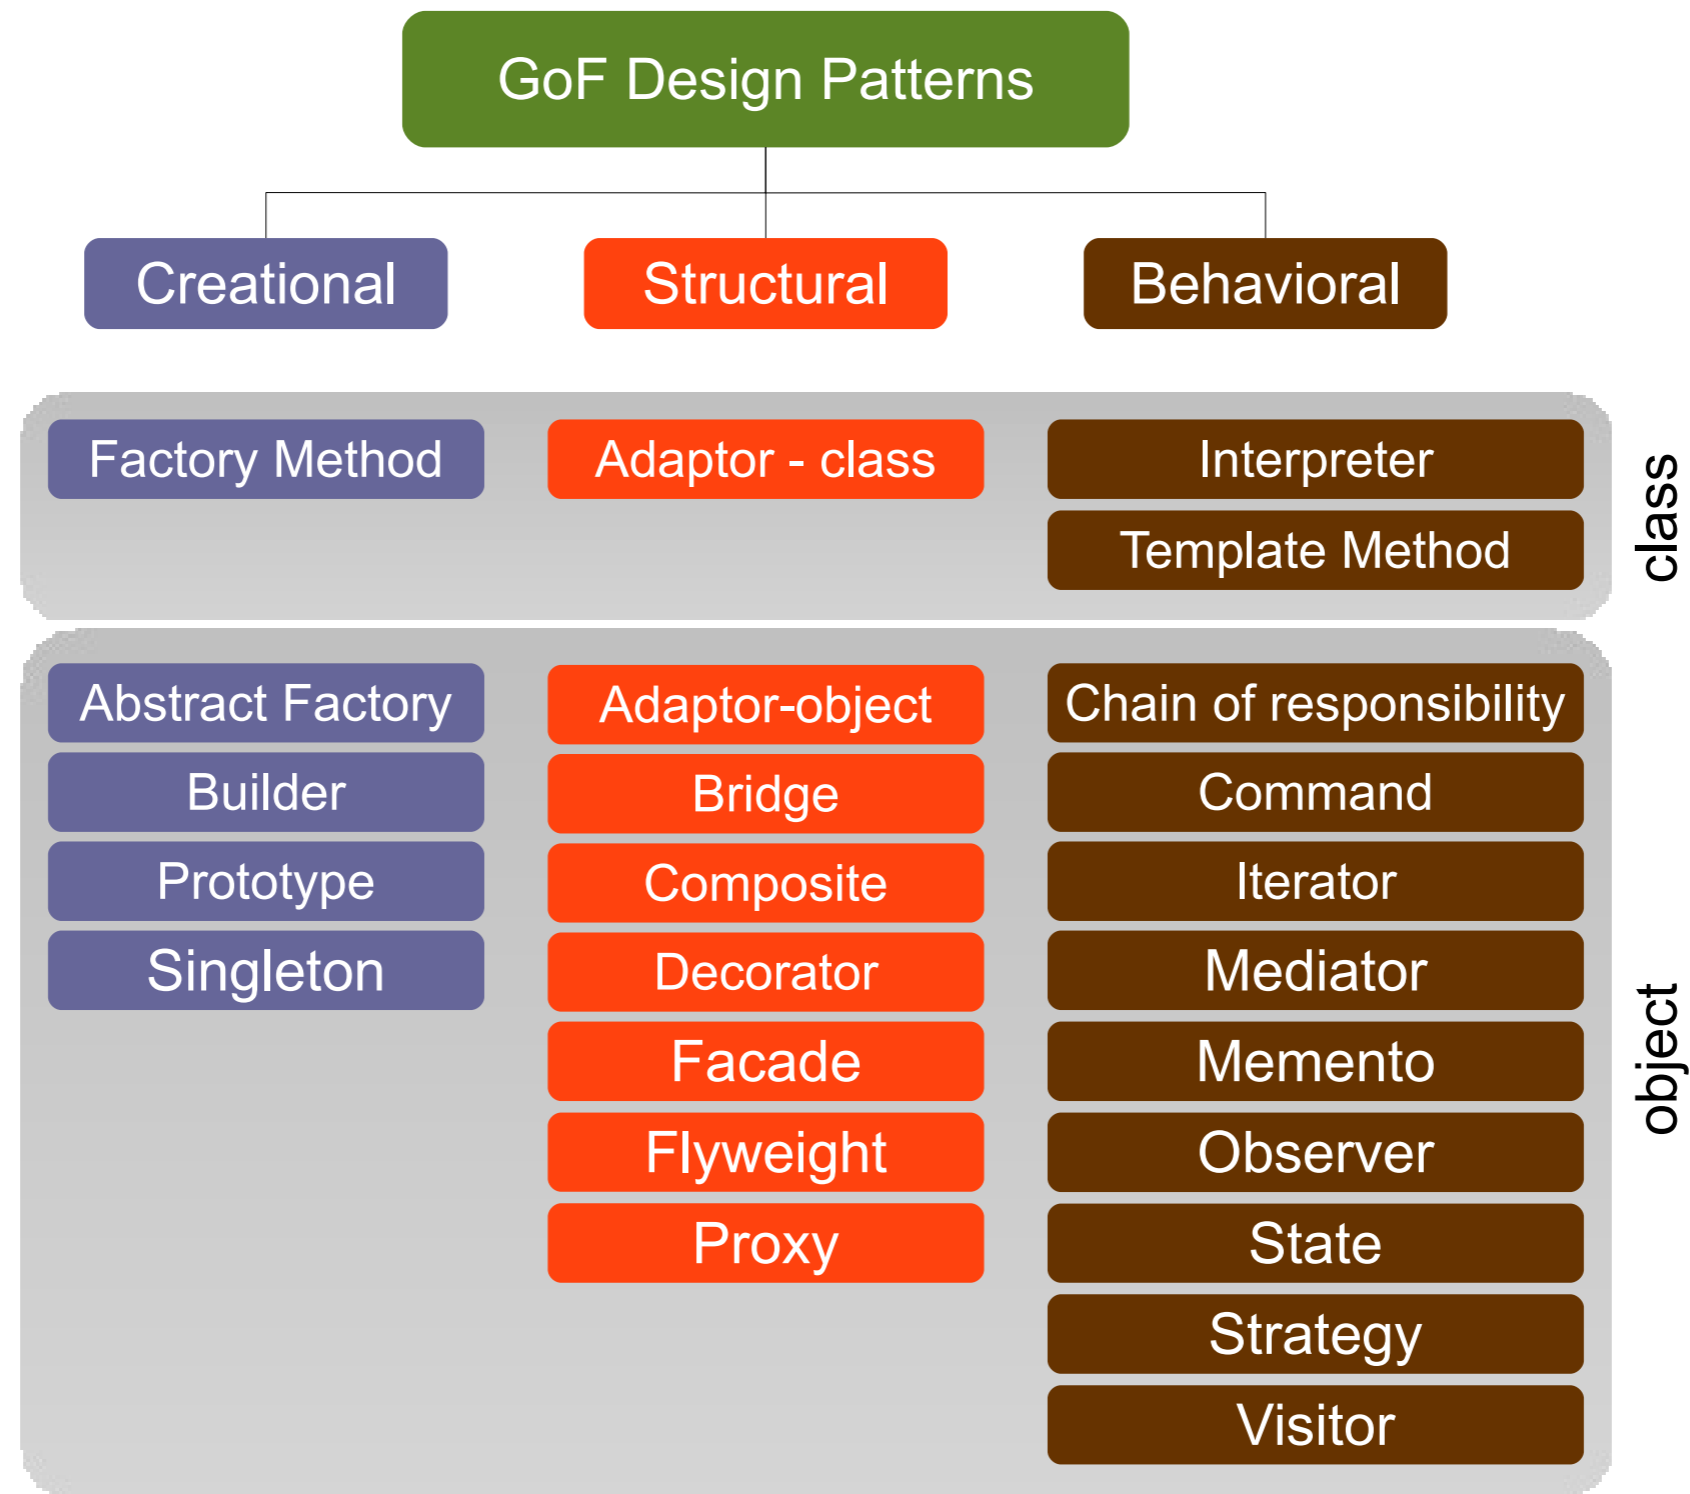 GoF Design Patterns
Creational
Structural
Behavioral
Factory Method
Adaptor - class
Interpreter
Template Method
class
Abstract Factory
Adaptor-object
Chain of responsibility
Builder
Bridge
Command
Prototype
Composite
Iterator
Singleton
Decorator
Mediator
Facade
Memento
Flyweight
Observer
Proxy
State
Strategy
Visitor
object